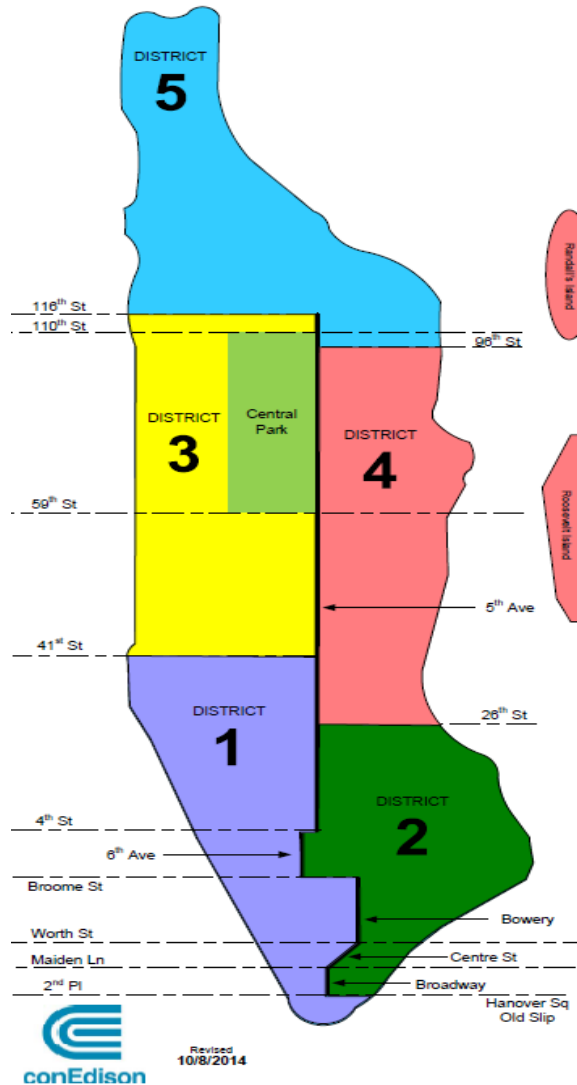 DISTRICT
5
116th St
110th St
96th St
Randall's Island
DISTRICT
3
Central
Park
DISTRICT
4
59th St
Roosevelt Island
5th Ave
41st St
DISTRICT
1
26th St
DISTRICT
2
4th St
6th Ave
Broome St
Bowery
Worth St
Centre St
Maiden Ln
Broadway
2nd Pl
Hanover Sq
Old Slip
Revised
10/8/2014
conEdison